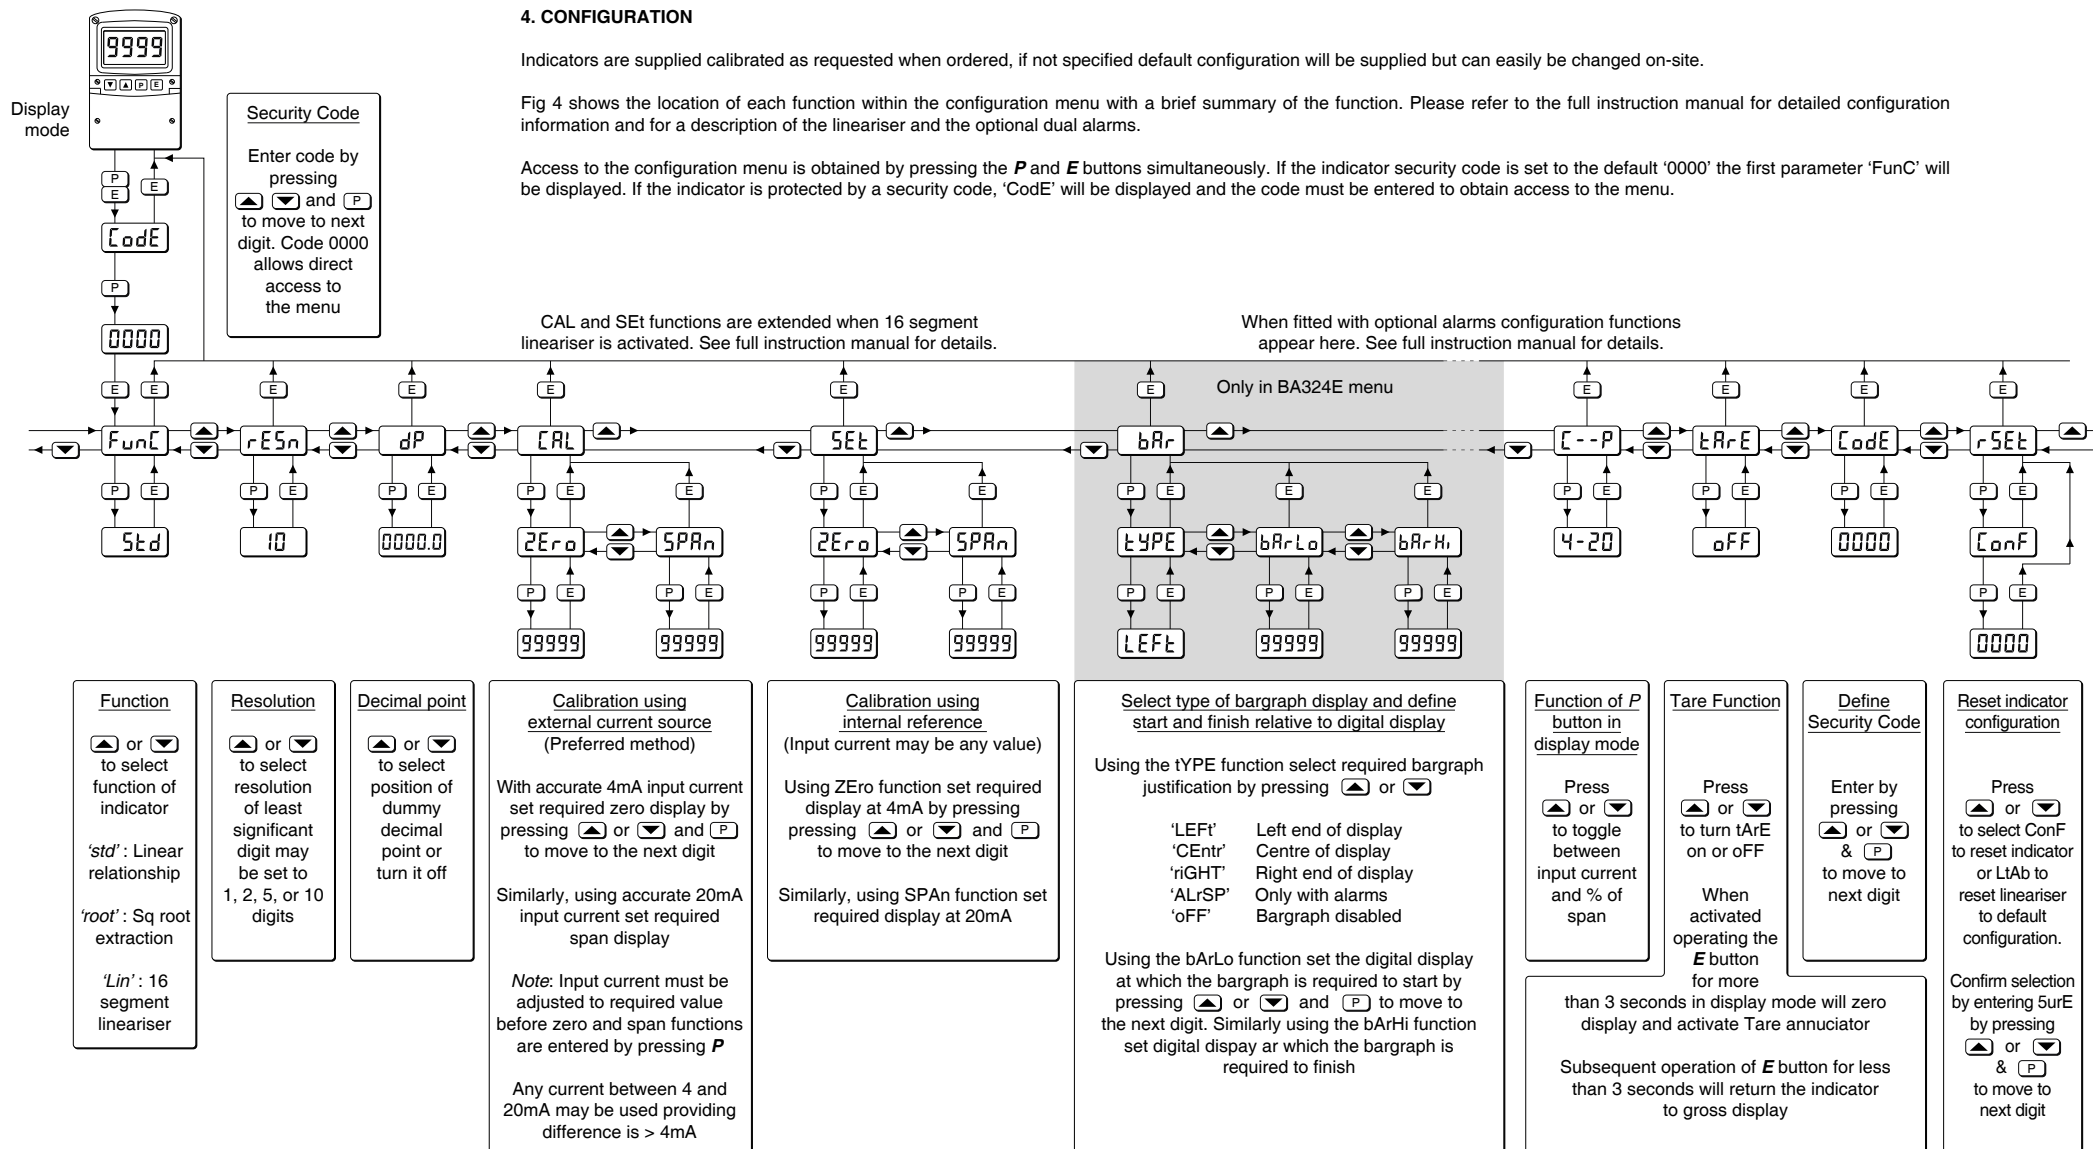 4. CONFIGURATION
Indicators are supplied calibrated as requested when ordered, if not specified default configuration will be supplied but can easily be changed on-site.
Fig 4 shows the location of each function within the configuration menu with a brief summary of the function. Please refer to the full instruction manual for detailed configuration
information and for a description of the lineariser and the optional dual alarms.
Access to the configuration menu is obtained by pressing the P and E buttons simultaneously. If the indicator security code is set to the default ‘0000’ the first parameter ‘FunC’ will
be displayed. If the indicator is protected by a security code, ‘CodE’ will be displayed and the code must be entered to obtain access to the menu.
9999
▼ ▲ P E
Display
mode
P
E
E
CodE
P
0000
Security Code
Enter code by
pressing
▲ ▼ and P
to move to next
digit. Code 0000
allows direct
access to
the menu
CAL and SEt functions are extended when 16 segment
lineariser is activated. See full instruction manual for details.
When fitted with optional alarms configuration functions
appear here. See full instruction manual for details.
E E E E E E E E E E E
Only in BA324E menu
FunC rESn dP CAL SEt bAr C--P tArE CodE rSEt
P E P E P E P E E P E E P E E E P E P E P E P E
Std 10 0000.0 ZEro SPAn ZEro SPAn tYPE bArLo bArHi 4-20 oFF 0000 ConF
P E P E P E P E P E P E P E P E
99999 99999 99999 99999 LEFt 99999 99999 0000
Function
▲ or ▼
to select
function of
indicator
‘std’ : Linear
relationship
‘root’ : Sq root
extraction
‘Lin’ : 16
segment
lineariser
Resolution
▲ or ▼
to select
resolution
of least
significant
digit may
be set to
1, 2, 5, or 10
digits
Decimal point
▲ or ▼
to select
position of
dummy
decimal
point or
turn it off
Calibration using
external current source
(Preferred method)
With accurate 4mA input current
set required zero display by
pressing ▲ or ▼ and P
to move to the next digit
Similarly, using accurate 20mA
input current set required
span display
Note: Input current must be
adjusted to required value
before zero and span functions
are entered by pressing P
Any current between 4 and
20mA may be used providing
difference is > 4mA
Calibration using
internal reference
(Input current may be any value)
Using ZEro function set required
display at 4mA by pressing
pressing ▲ or ▼ and P
to move to the next digit
Similarly, using SPAn function set
required display at 20mA
Select type of bargraph display and define
start and finish relative to digital display
Using the tYPE function select required bargraph
justification by pressing ▲ or ▼
‘LEFt’ Left end of display
‘CEntr’ Centre of display
‘riGHT’ Right end of display
‘ALrSP’ Only with alarms
‘oFF’ Bargraph disabled
Using the bArLo function set the digital display
at which the bargraph is required to start by
pressing ▲ or ▼ and P to move to
the next digit. Similarly using the bArHi function
set digital dispay ar which the bargraph is
required to finish
Function of P
button in
display mode
Press
▲ or ▼
to toggle
between
input current
and % of
span
Tare Function
Press
▲ or ▼
to turn tArE
on or oFF
When
activated
operating the
E button
for more
than 3 seconds in display mode will zero
display and activate Tare annuciator
Subsequent operation of E button for less
than 3 seconds will return the indicator
to gross display
Define
Security Code
Enter by
pressing
▲ or ▼
& P
to move to
next digit
Reset indicator
configuration
Press
▲ or ▼
to select ConF
to reset indicator
or LtAb to
reset lineariser
to default
configuration.
Confirm selection
by entering 5urE
by pressing
▲ or ▼
& P
to move to
next digit